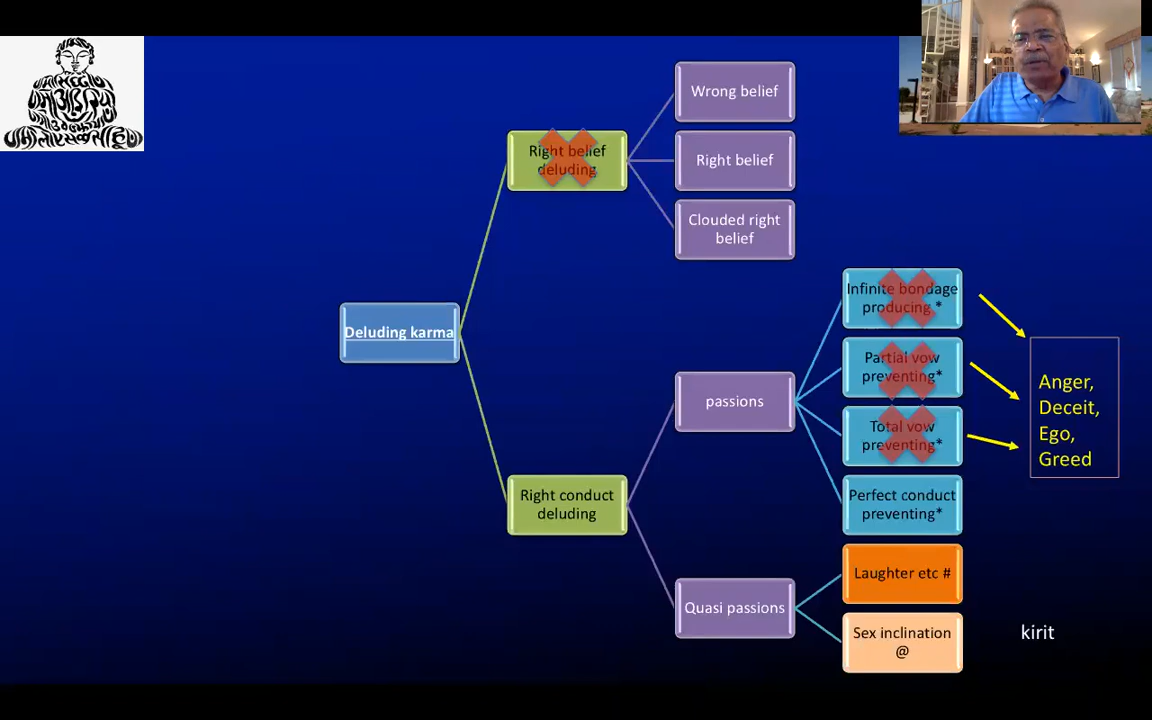 Wrong belief
Right belief
deluding
Right belief
Clouded right
belief
Infinite bondage
producing *
Partial vow
preventing*
Deluding karma
Anger,
Deceit,
Ego,
Greed
passions
Total vow
preventing*
Right conduct
deluding
Perfect conduct
preventing*
Laughter etc #
Quasi passions
Sex inclination
@
kirit